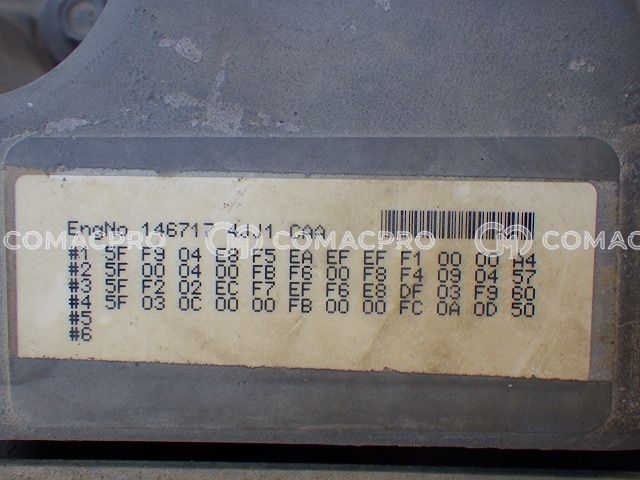 EngNo 146717 4JJ1 CAA
COMACPRO COMACPRO COMACPRO
#1 5F F9 04 E8 F5 EA EF EF F1 00 00
#2 5F 00 04 00 FB F6 00 F8 F4 09 04 57
#3 5F F2 02 EC F7 EF F6 E8 DF 03 F9 60
#4 5F 03 0C 00 00 FB 00 00 FC 0A 0D 50
#5
#6